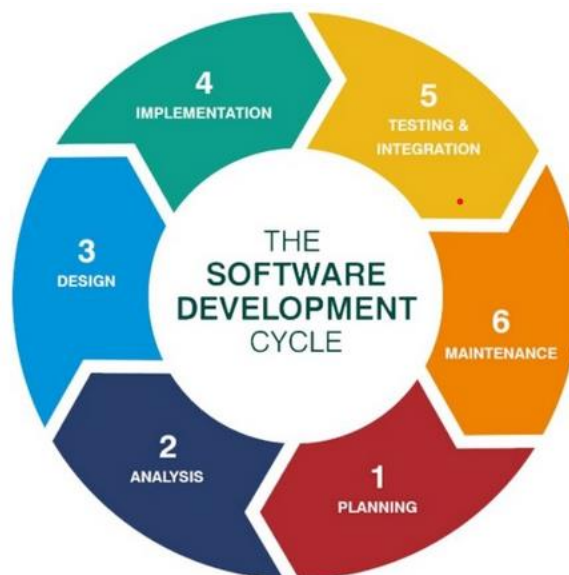 THE
SOFTWARE
DEVELOPMENT
CYCLE
1
PLANNING
2
ANALYSIS
3
DESIGN
4
IMPLEMENTATION
5
TESTING &
INTEGRATION
6
MAINTENANCE